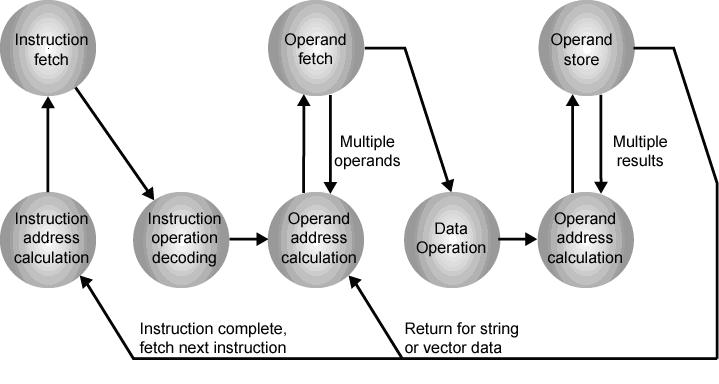 Instruction
fetch
Operand
fetch
Operand
store
Multiple
operands
Multiple
results
Instruction
address
calculation
Instruction
operation
decoding
Operand
address
calculation
Data
Operation
Operand
address
calculation
Instruction complete,
fetch next instruction
Return for string
or vector data